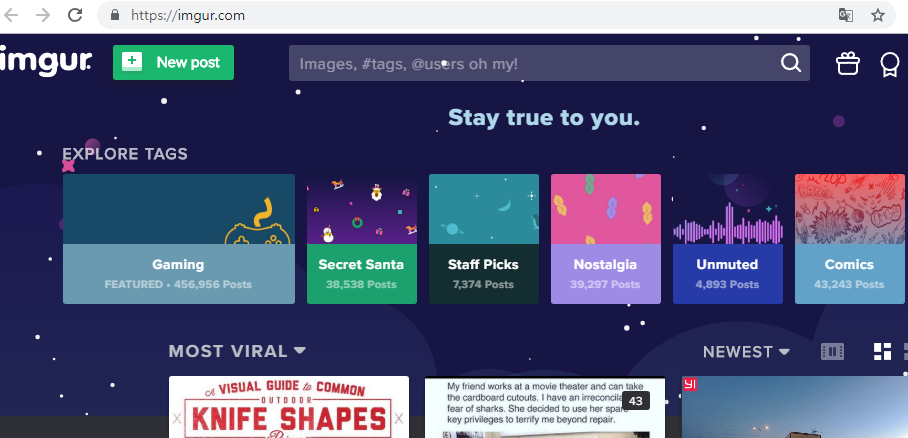 https://imgur.com
imgur
New post
Images, #tags, @users oh my!
Stay true to you.
EXPLORE TAGS
Gaming
FEATURED • 456,956 Posts
Secret Santa
38,538 Posts
Staff Picks
7,374 Posts
Nostalgia
39,297 Posts
Unmuted
4,893 Posts
Comics
43,243 Posts
MOST VIRAL
NEWEST
A VISUAL GUIDE to COMMON
OUTDOOR
KNIFE SHAPES
My friend works at a movie theater and can take
the cardboard cutouts. I have an irreconcila
fear of sharks. She decided to use her spare
key privileges to terrify me beyond repair.
43